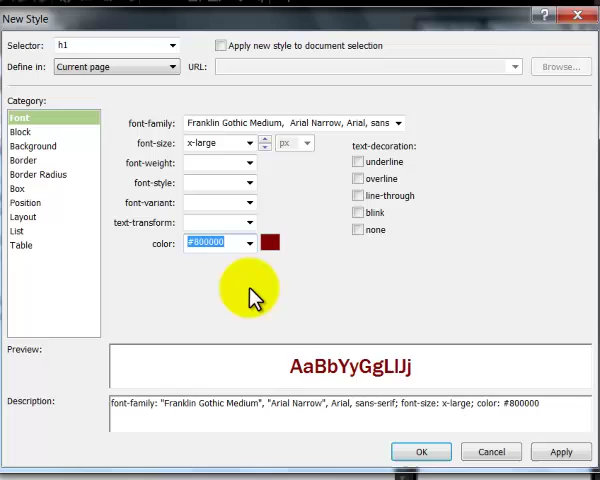 New Style
Selector: h1 Apply new style to document selection
Define in: Current page URL: Browse...
Category:
Font
Block
Background
Border
Border Radius
Box
Position
Layout
List
Table
font-family: Franklin Gothic Medium, Arial Narrow, Arial, sans
font-size: x-large px
font-weight:
font-style:
font-variant:
text-transform:
color: #800000
text-decoration:
underline
overline
line-through
blink
none
Preview:
AaBbYyGgLlJj
Description:
font-family: "Franklin Gothic Medium", "Arial Narrow", Arial, sans-serif; font-size: x-large; color: #800000
OK Cancel Apply